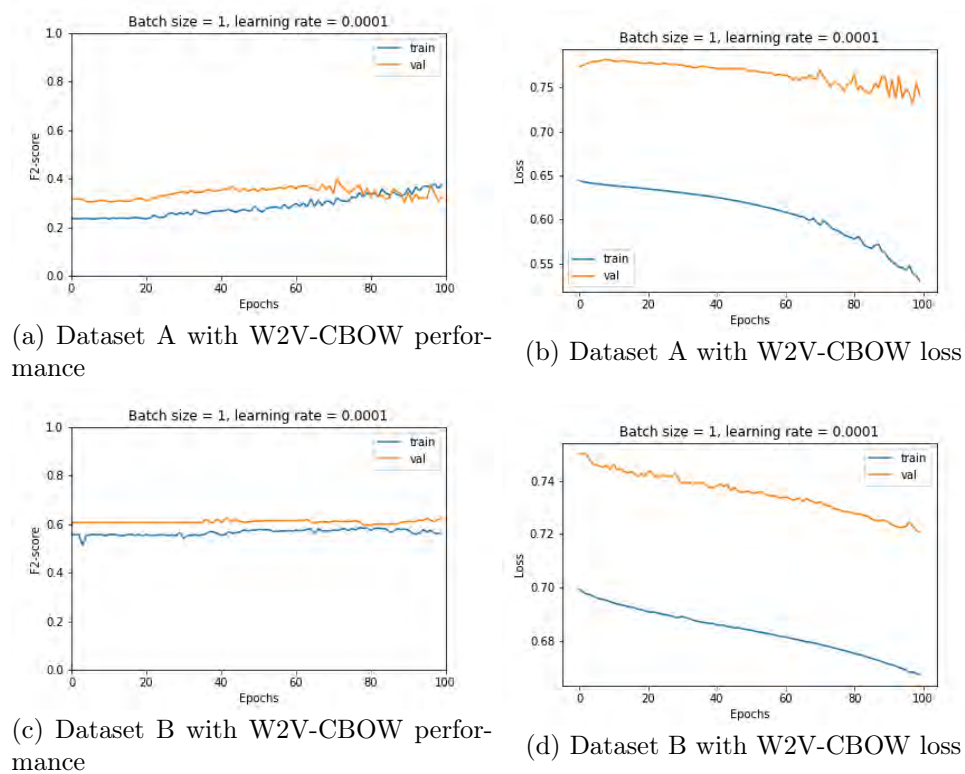 Batch size = 1, learning rate = 0.0001
1.0
0.8
0.6
0.4
0.2
0.0
F2-score
train
val
0 20 40 60 80 100
Epochs
(a) Dataset A with W2V-CBOW perfor-
mance
Batch size = 1, learning rate = 0.0001
0.75
0.70
0.65
0.60
0.55
Loss
train
val
0 20 40 60 80 100
Epochs
(b) Dataset A with W2V-CBOW loss
Batch size = 1, learning rate = 0.0001
1.0
0.8
0.6
0.4
0.2
0.0
F2-score
train
val
0 20 40 60 80 100
Epochs
(c) Dataset B with W2V-CBOW perfor-
mance
Batch size = 1, learning rate = 0.0001
0.74
0.72
0.70
0.68
Loss
train
val
0 20 40 60 80 100
Epochs
(d) Dataset B with W2V-CBOW loss